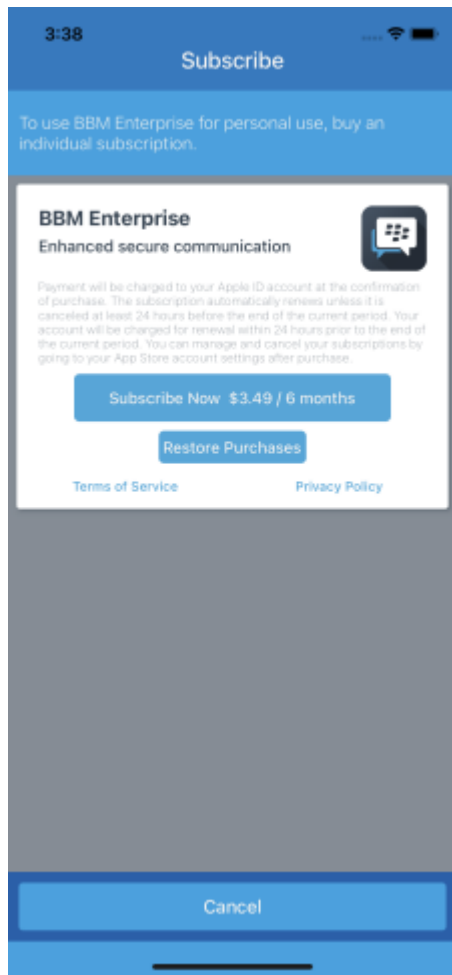 3:38
Subscribe
To use BBM Enterprise for personal use, buy an
individual subscription.
BBM Enterprise
Enhanced secure communication
Payment will be charged to your Apple ID account at the confirmation
of purchase. The subscription automatically renews unless it is
canceled at least 24 hours before the end of the current period. Your
account will be charged for renewal within 24 hours prior to the end of
the current period. You can manage and cancel your subscriptions by
going to your App Store account settings after purchase.
Subscribe Now $3.49 / 6 months
Restore Purchases
Terms of Service Privacy Policy
Cancel